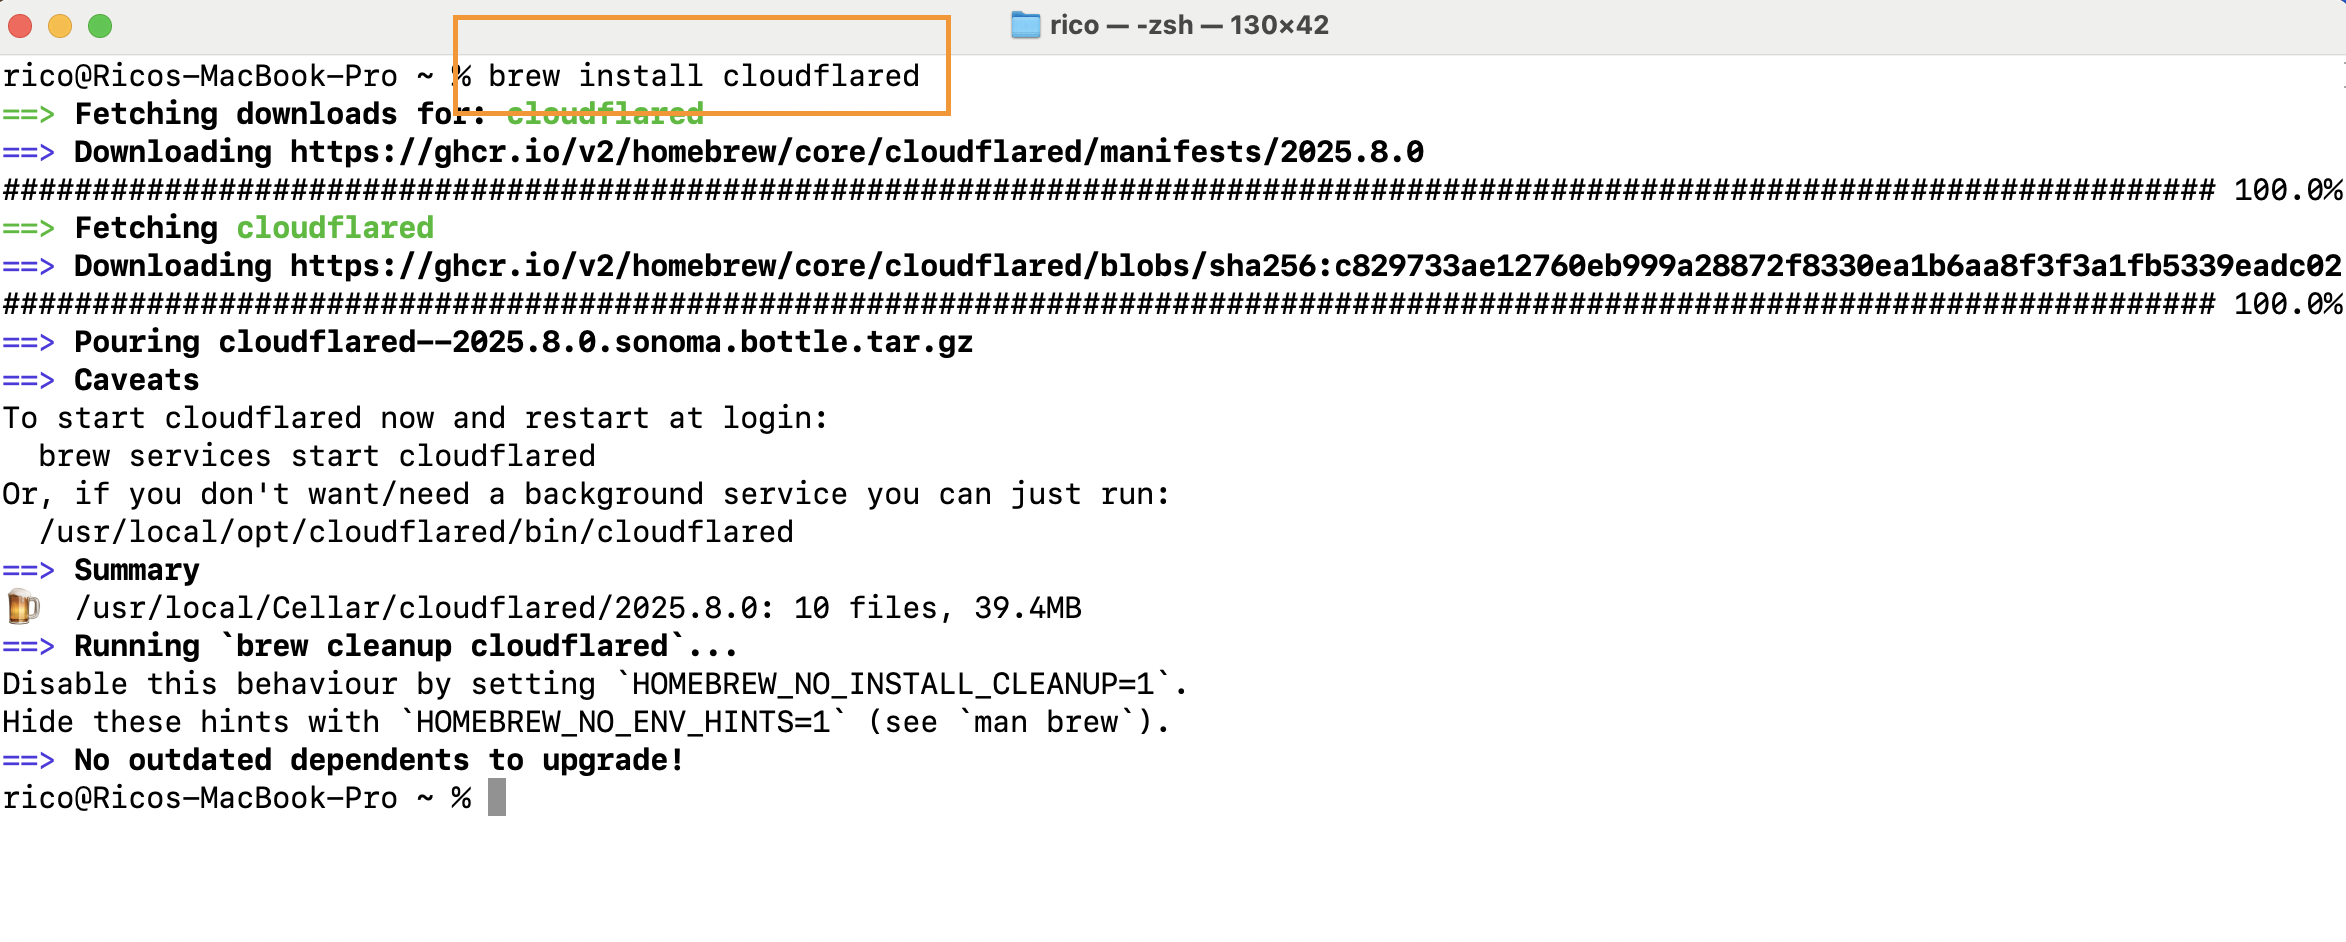 rico — -zsh — 130×42
rico@Ricos-MacBook-Pro ~ % brew install cloudflared
==> Fetching downloads for: cloudflared
==> Downloading https://ghcr.io/v2/homebrew/core/cloudflared/manifests/2025.8.0
########################################################################################################################### 100.0%
==> Fetching cloudflared
==> Downloading https://ghcr.io/v2/homebrew/core/cloudflared/blobs/sha256:c829733ae12760eb999a28872f8330ea1b6aa8f3f3a1fb5339eadc02
########################################################################################################################### 100.0%
==> Pouring cloudflared--2025.8.0.sonoma.bottle.tar.gz
==> Caveats
To start cloudflared now and restart at login:
  brew services start cloudflared
Or, if you don't want/need a background service you can just run:
  /usr/local/opt/cloudflared/bin/cloudflared
==> Summary
🍺  /usr/local/Cellar/cloudflared/2025.8.0: 10 files, 39.4MB
==> Running `brew cleanup cloudflared`...
Disable this behaviour by setting `HOMEBREW_NO_INSTALL_CLEANUP=1`.
Hide these hints with `HOMEBREW_NO_ENV_HINTS=1` (see `man brew`).
==> No outdated dependents to upgrade!
rico@Ricos-MacBook-Pro ~ %